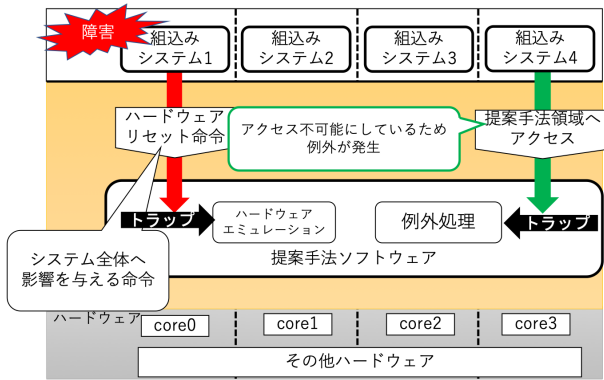 障害
組込み
システム1
組込み
システム2
組込み
システム3
組込み
システム4
ハードウェア
リセット命令
アクセス不可能にしているため
例外が発生
提案手法領域へ
アクセス
トラップ
ハードウェア
エミュレーション
例外処理
トラップ
提案手法ソフトウェア
システム全体へ
影響を与える命令
ハードウェア
core0
core1
core2
core3
その他ハードウェア